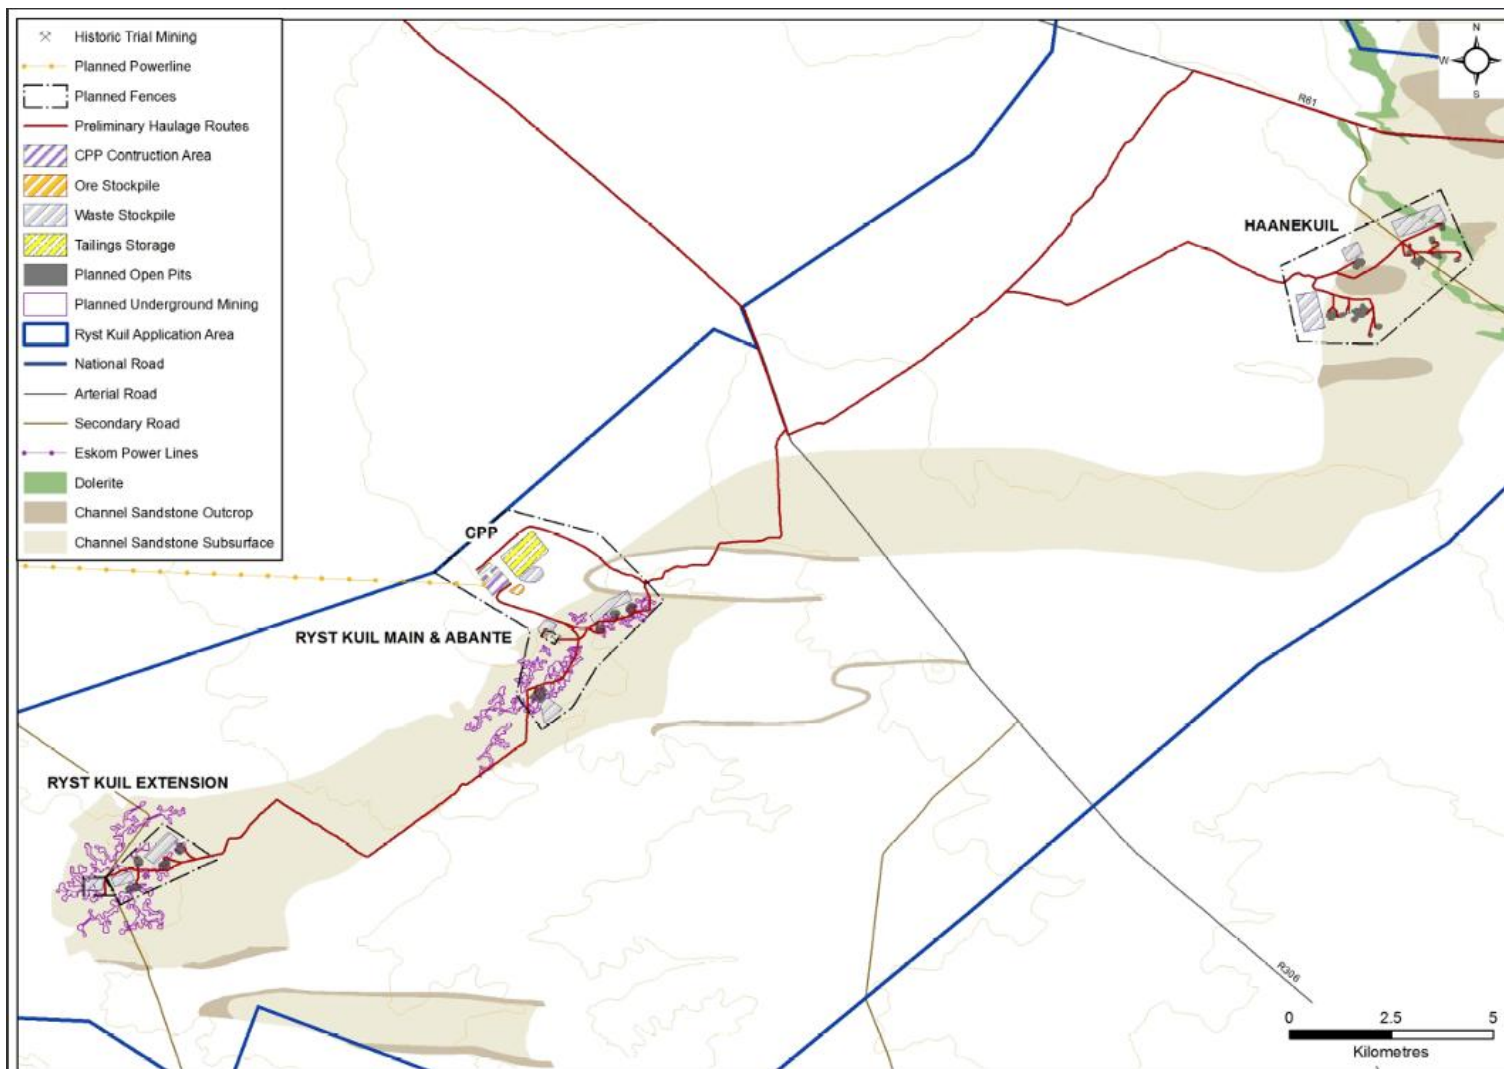 Historic Trial Mining
Planned Powerline
Planned Fences
Preliminary Haulage Routes
CPP Contruction Area
Ore Stockpile
Waste Stockpile
Tailings Storage
Planned Open Pits
Planned Underground Mining
Ryst Kuil Application Area
National Road
Arterial Road
Secondary Road
Eskom Power Lines
Dolerite
Channel Sandstone Outcrop
Channel Sandstone Subsurface
N
W
E
S
R61
HAANEKUIL
CPP
RYST KUIL MAIN & ABANTE
RYST KUIL EXTENSION
R306
0 2.5 5
Kilometres